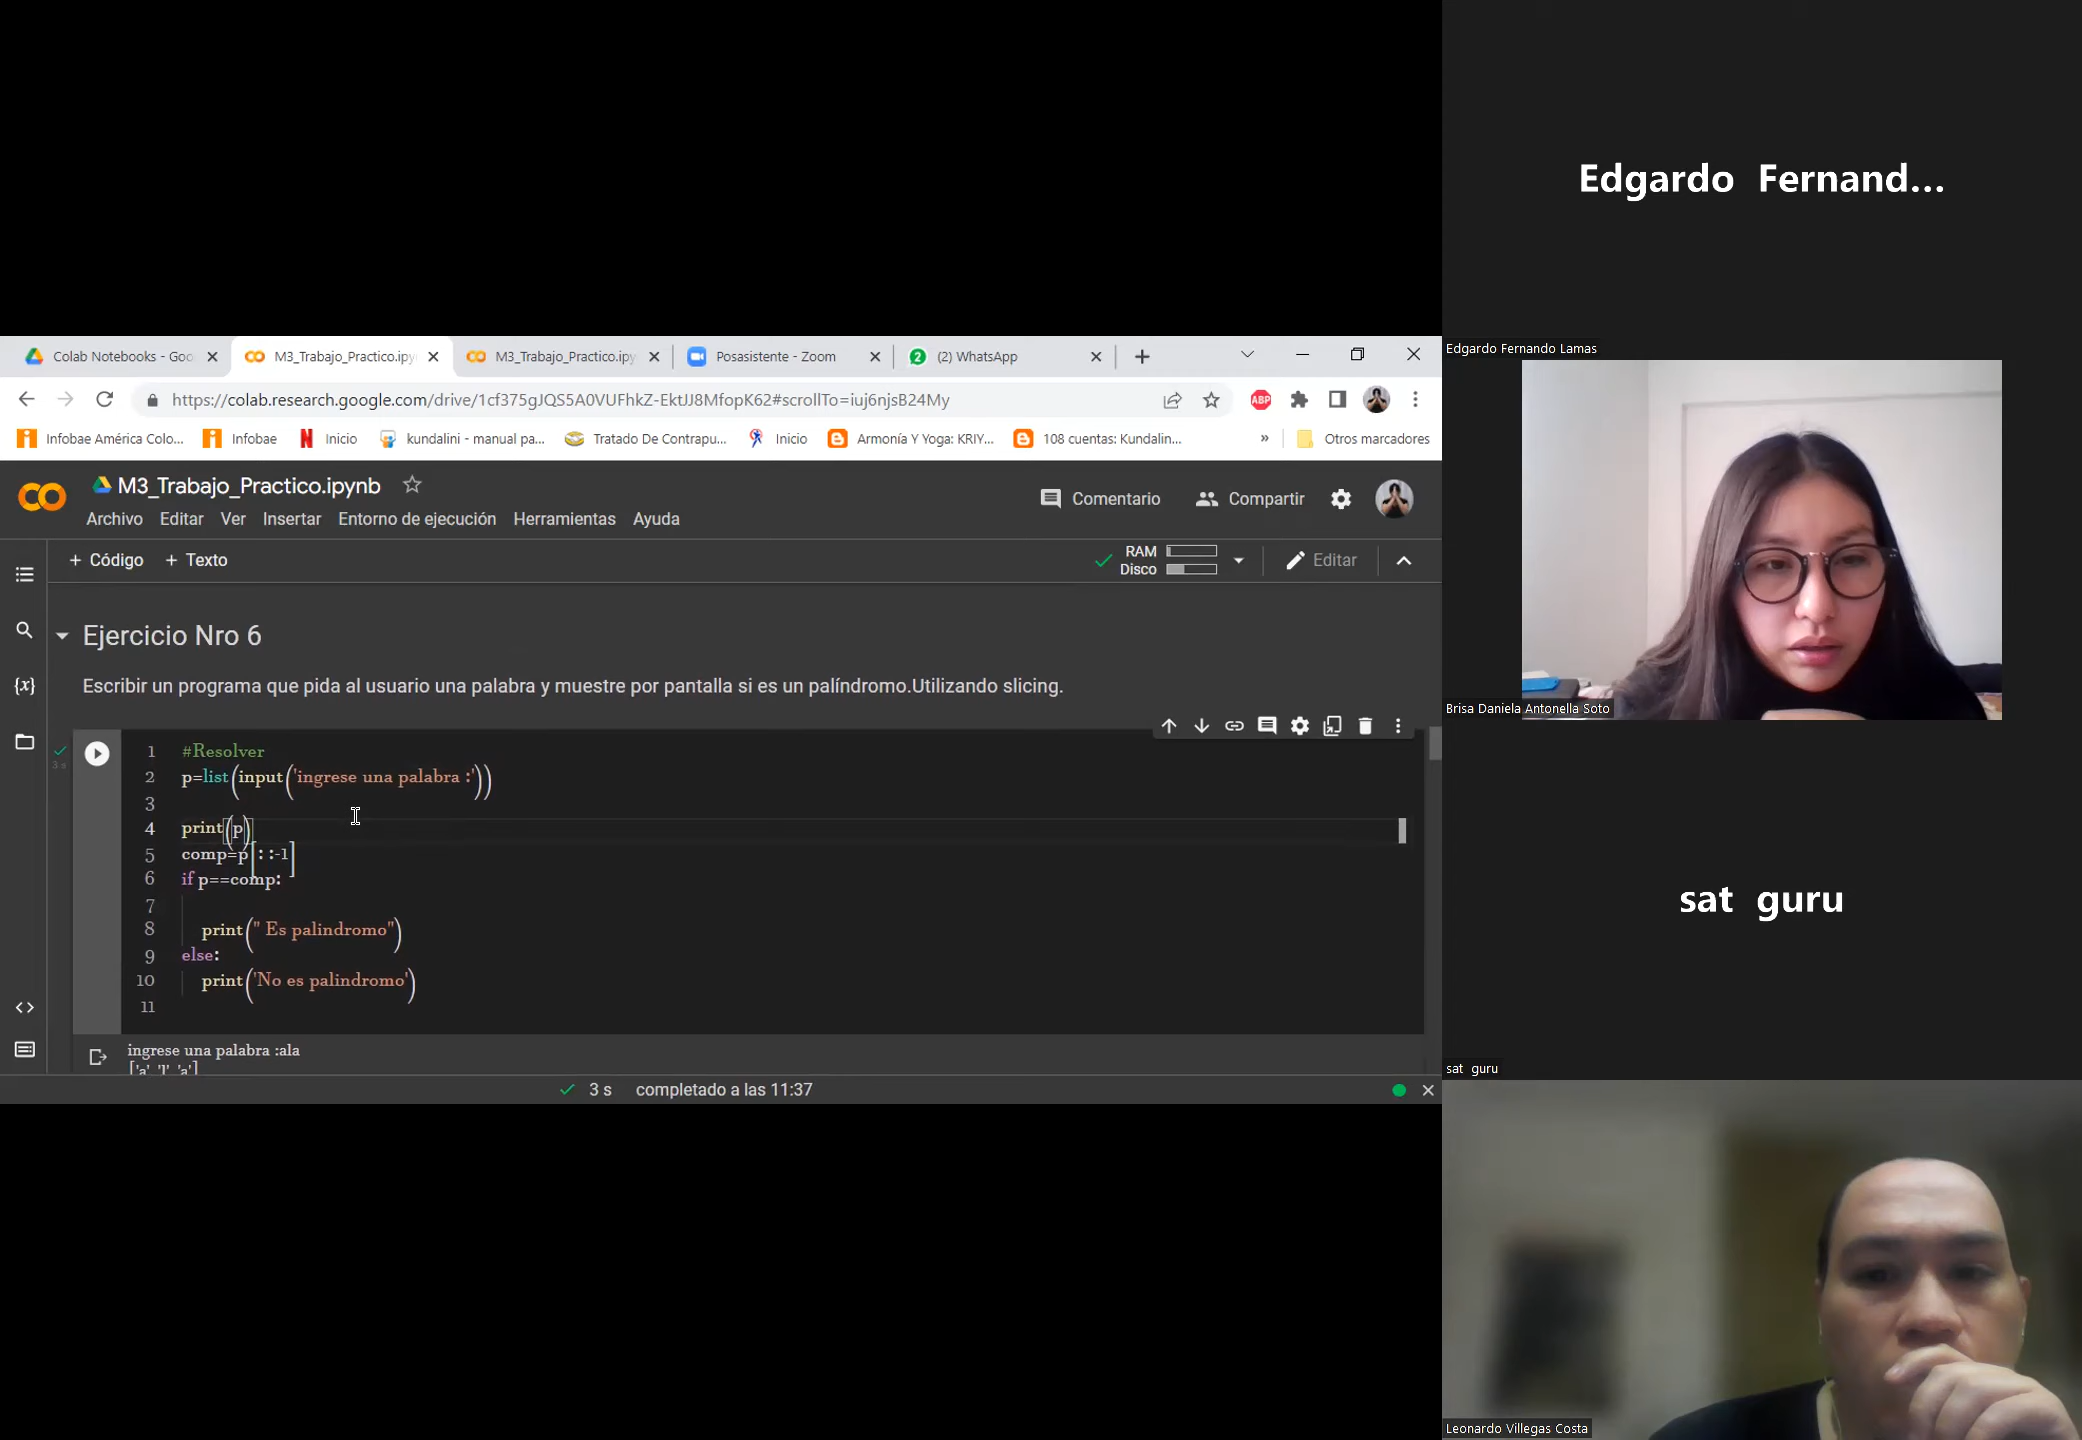 Colab Notebooks - Goo
M3_Trabajo_Practico.ipy
M3_Trabajo_Practico.ipy
Posasistente - Zoom
2
(2) WhatsApp
https://colab.research.google.com/drive/1cf375gJQS5A0VUFhkZ-EktJJ8MfopK62#scrollTo=iuj6njsB24My
ABP
Infobae América Colo...
Infobae
Inicio
kundalini - manual pa...
Tratado De Contrapu...
Inicio
Armonía Y Yoga: KRIY...
108 cuentas: Kundalin...
»
Otros marcadores
M3_Trabajo_Practico.ipynb
Comentario
Compartir
Archivo Editar Ver Insertar Entorno de ejecución Herramientas Ayuda
+ Código + Texto
RAM
Disco
Editar
Ejercicio Nro 6
Escribir un programa que pida al usuario una palabra y muestre por pantalla si es un palíndromo.Utilizando slicing.
3 s
1 #Resolver
2 p=list(input('ingrese una palabra :'))
3
4 print(p)
5 comp=p[::-1]
6 if p==comp:
7
8 print(" Es palindromo")
9 else:
10 print('No es palindromo')
11
ingrese una palabra :ala
['a', 'l', 'a']
3 s completado a las 11:37
Edgardo Fernand...
Edgardo Fernando Lamas
Brisa Daniela Antonella Soto
sat guru
sat guru
Leonardo Villegas Costa